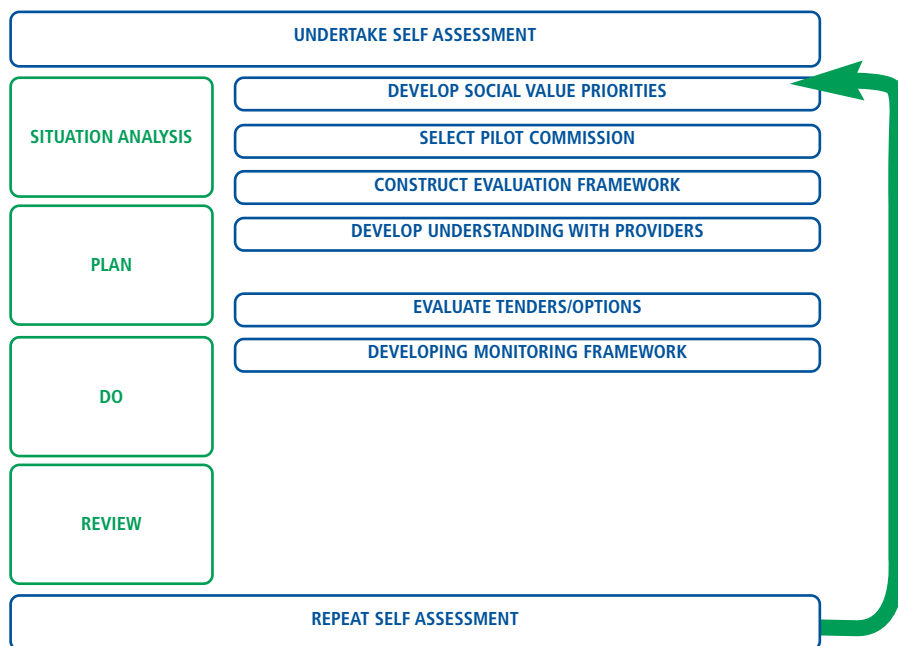 UNDERTAKE SELF ASSESSMENT
SITUATION ANALYSIS
DEVELOP SOCIAL VALUE PRIORITIES
SELECT PILOT COMMISSION
CONSTRUCT EVALUATION FRAMEWORK
PLAN
DEVELOP UNDERSTANDING WITH PROVIDERS
EVALUATE TENDERS/OPTIONS
DEVELOPING MONITORING FRAMEWORK
DO
REVIEW
REPEAT SELF ASSESSMENT